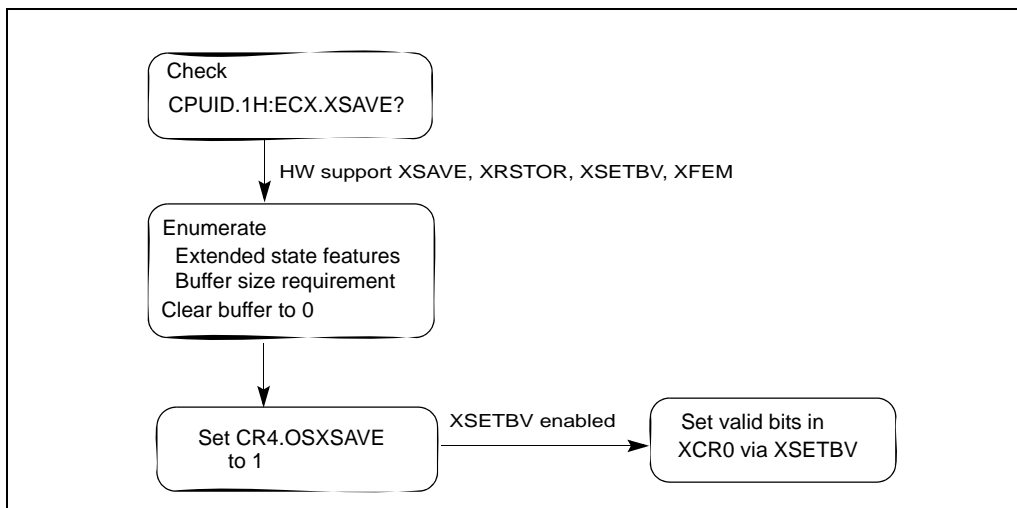 Check
CPUID.1H:ECX.XSAVE?
HW support XSAVE, XRSTOR, XSETBV, XFEM
Enumerate
Extended state features
Buffer size requirement
Clear buffer to 0
Set CR4.OSXSAVE
to 1
XSETBV enabled
Set valid bits in
XCR0 via XSETBV